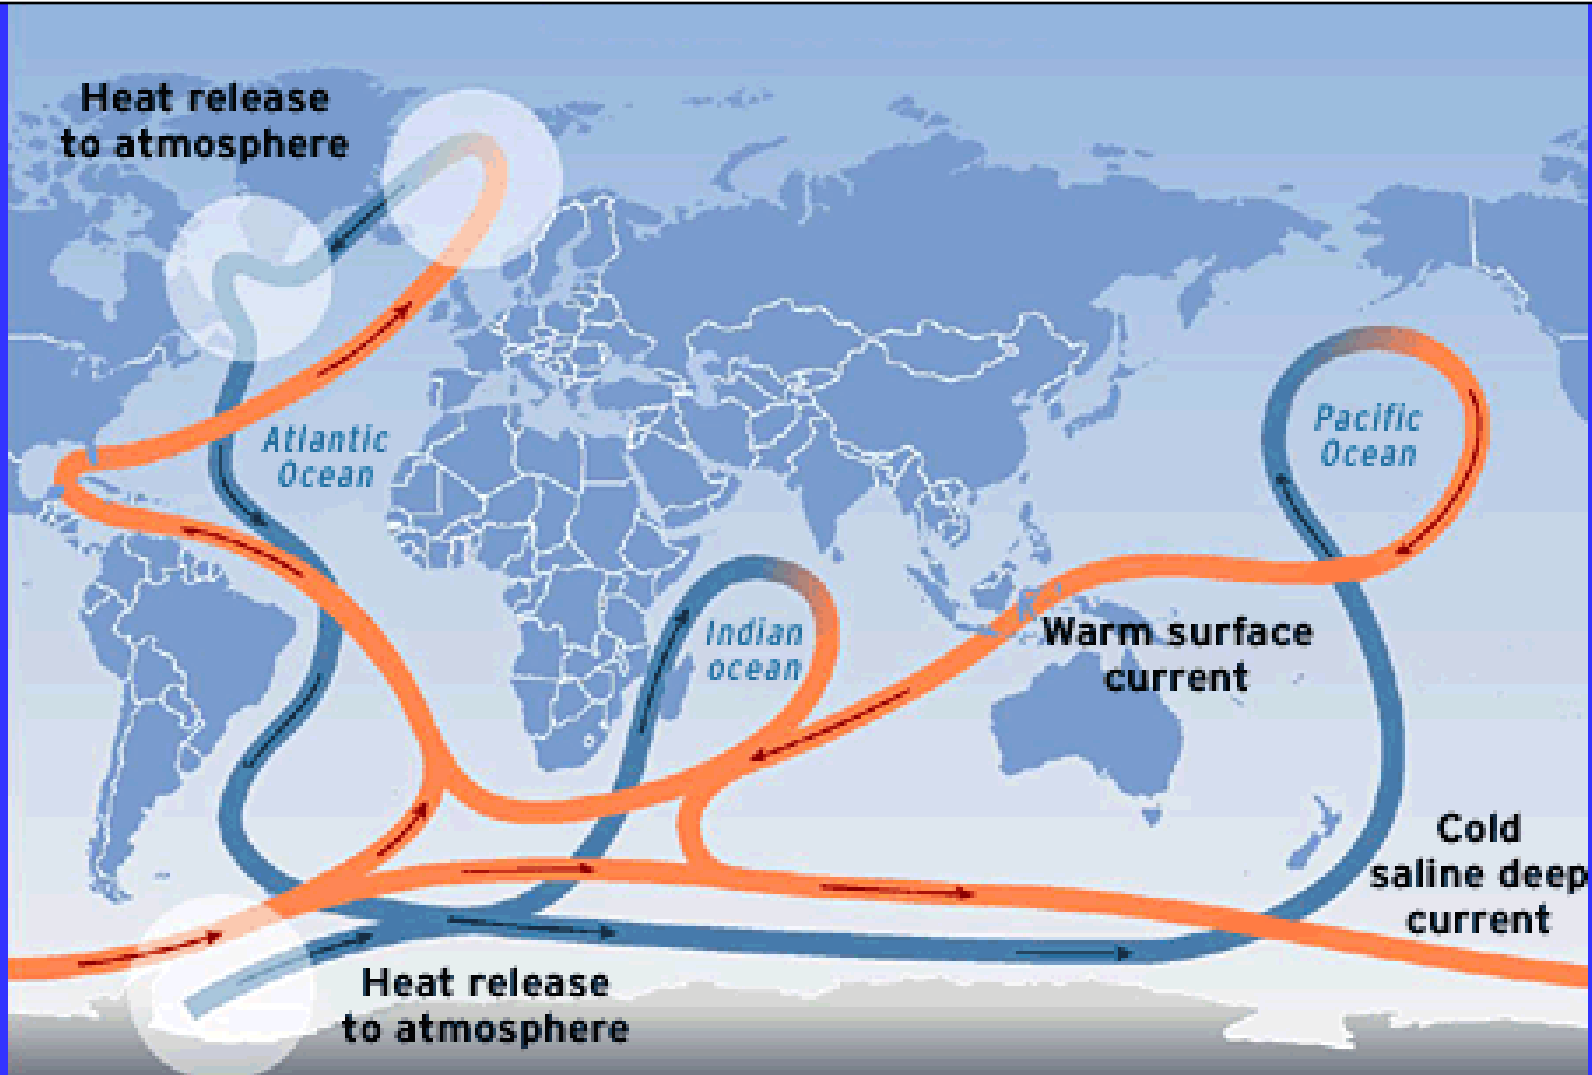 Heat release
to atmosphere
Atlantic
Ocean
Pacific
Ocean
Indian
ocean
Warm surface
current
Cold
saline deep
current
Heat release
to atmosphere